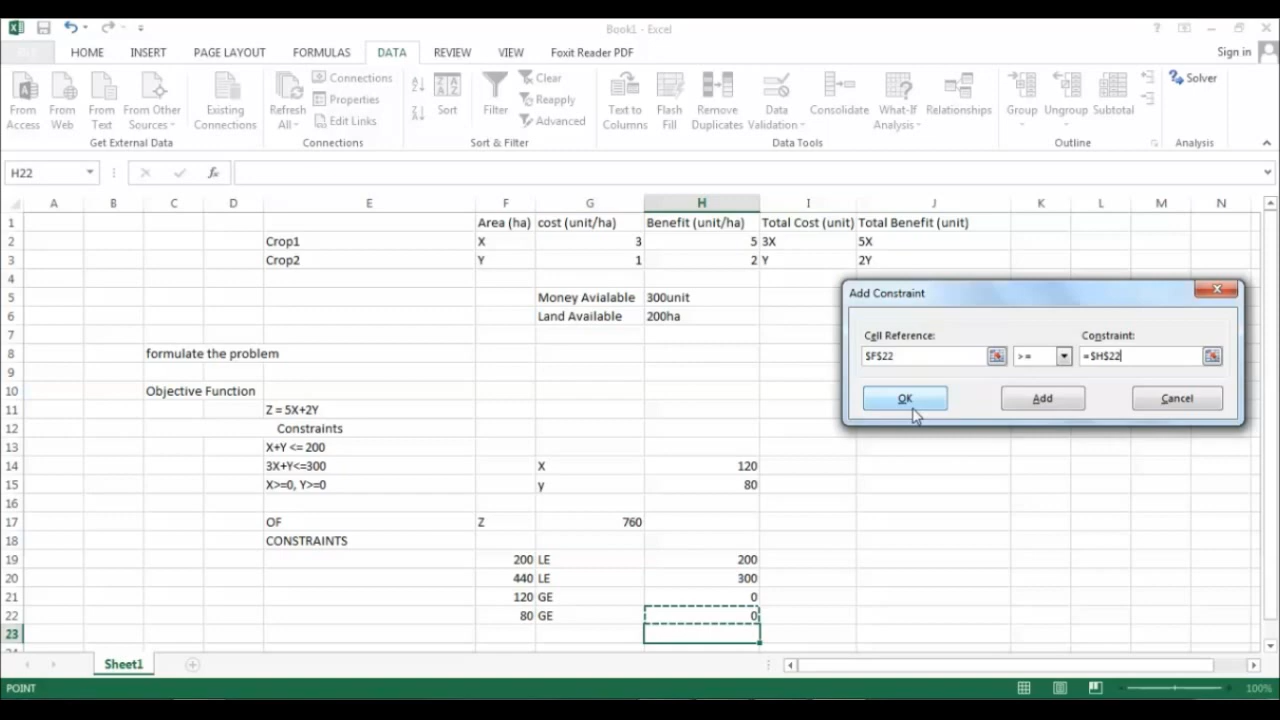 Book1 - Excel
?
HOME INSERT PAGE LAYOUT FORMULAS DATA REVIEW VIEW Foxit Reader PDF Sign in
From Access
From Web
From Text
From Other Sources
Existing Connections
Refresh All
Connections
Properties
Edit Links
Sort
Filter
Clear
Reapply
Advanced
Text to Columns
Flash Fill
Remove Duplicates
Data Validation
Consolidate
What-If Analysis
Relationships
Group
Ungroup
Subtotal
Solver
Get External Data Connections Sort & Filter Data Tools Outline Analysis
H22 fx
A B C D E F G H I J K L M N
1 Area (ha) cost (unit/ha) Benefit (unit/ha) Total Cost (unit) Total Benefit (unit)
2 Crop1 X 3 5 3X 5X
3 Crop2 Y 1 2 Y 2Y
4
5 Money Avialable 300unit
6 Land Available 200ha
7
8 formulate the problem
9
10 Objective Function
11 Z = 5X+2Y
12 Constraints
13 X+Y <= 200
14 3X+Y<=300 X 120
15 X>=0, Y>=0 y 80
16
17 OF Z 760
18 CONSTRAINTS
19 200 LE 200
20 440 LE 300
21 120 GE 0
22 80 GE 0
23
Add Constraint
Cell Reference: Constraint:
$F$22 >= =$H$22
OK Add Cancel
Sheet1
POINT 100%